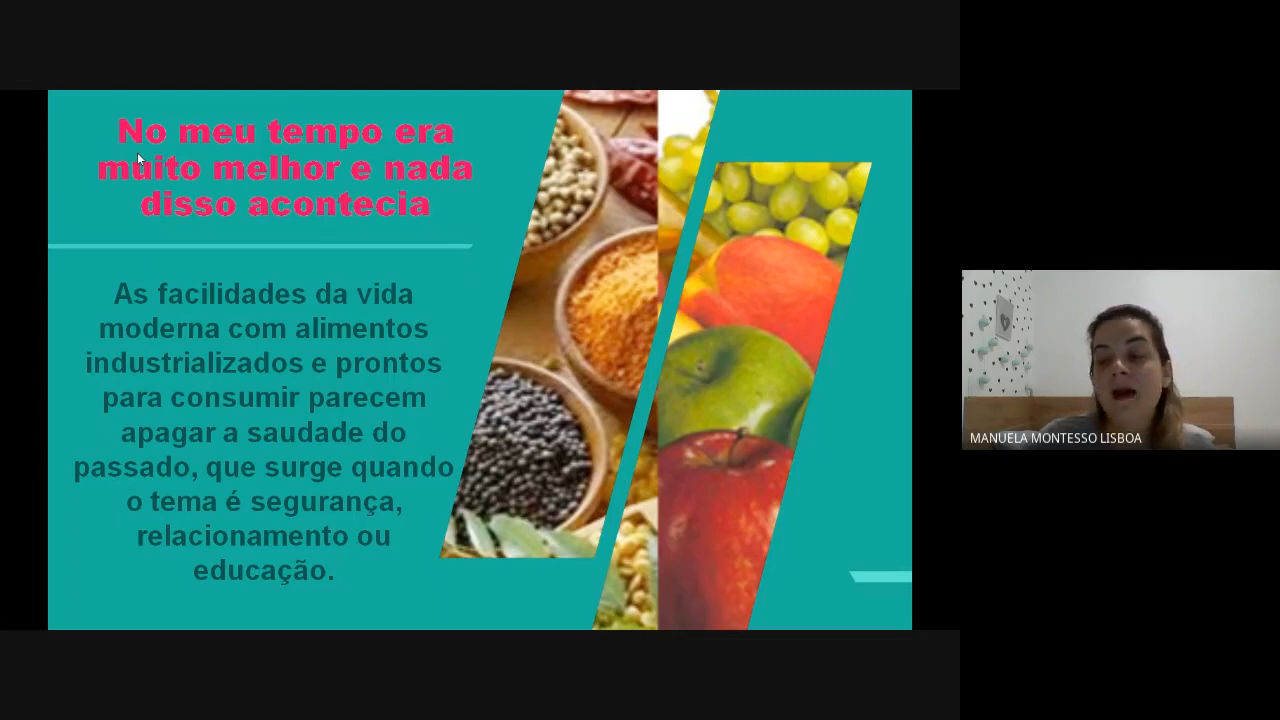 No meu tempo era
muito melhor e nada
disso acontecia
As facilidades da vida
moderna com alimentos
industrializados e prontos
para consumir parecem
apagar a saudade do
passado, que surge quando
o tema é segurança,
relacionamento ou
educação.
MANUELA MONTESSO LISBOA